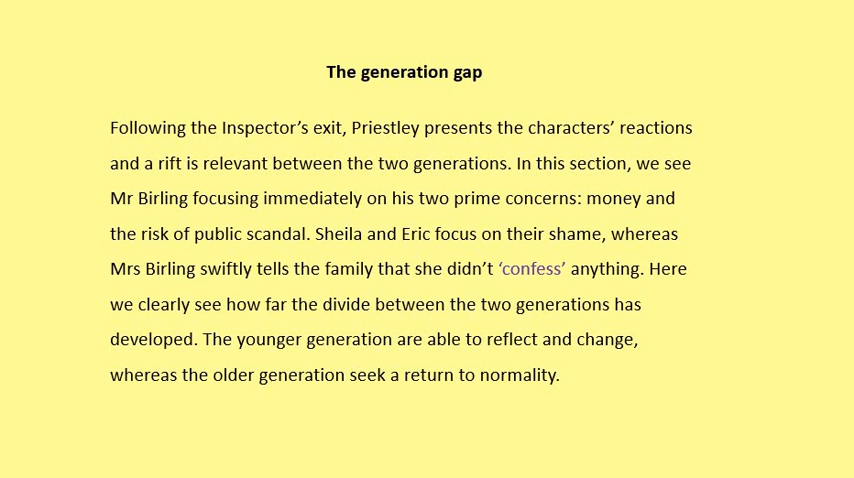 The generation gap
Following the Inspector’s exit, Priestley presents the characters’ reactions
and a rift is relevant between the two generations. In this section, we see
Mr Birling focusing immediately on his two prime concerns: money and
the risk of public scandal. Sheila and Eric focus on their shame, whereas
Mrs Birling swiftly tells the family that she didn’t ‘confess’ anything. Here
we clearly see how far the divide between the two generations has
developed. The younger generation are able to reflect and change,
whereas the older generation seek a return to normality.